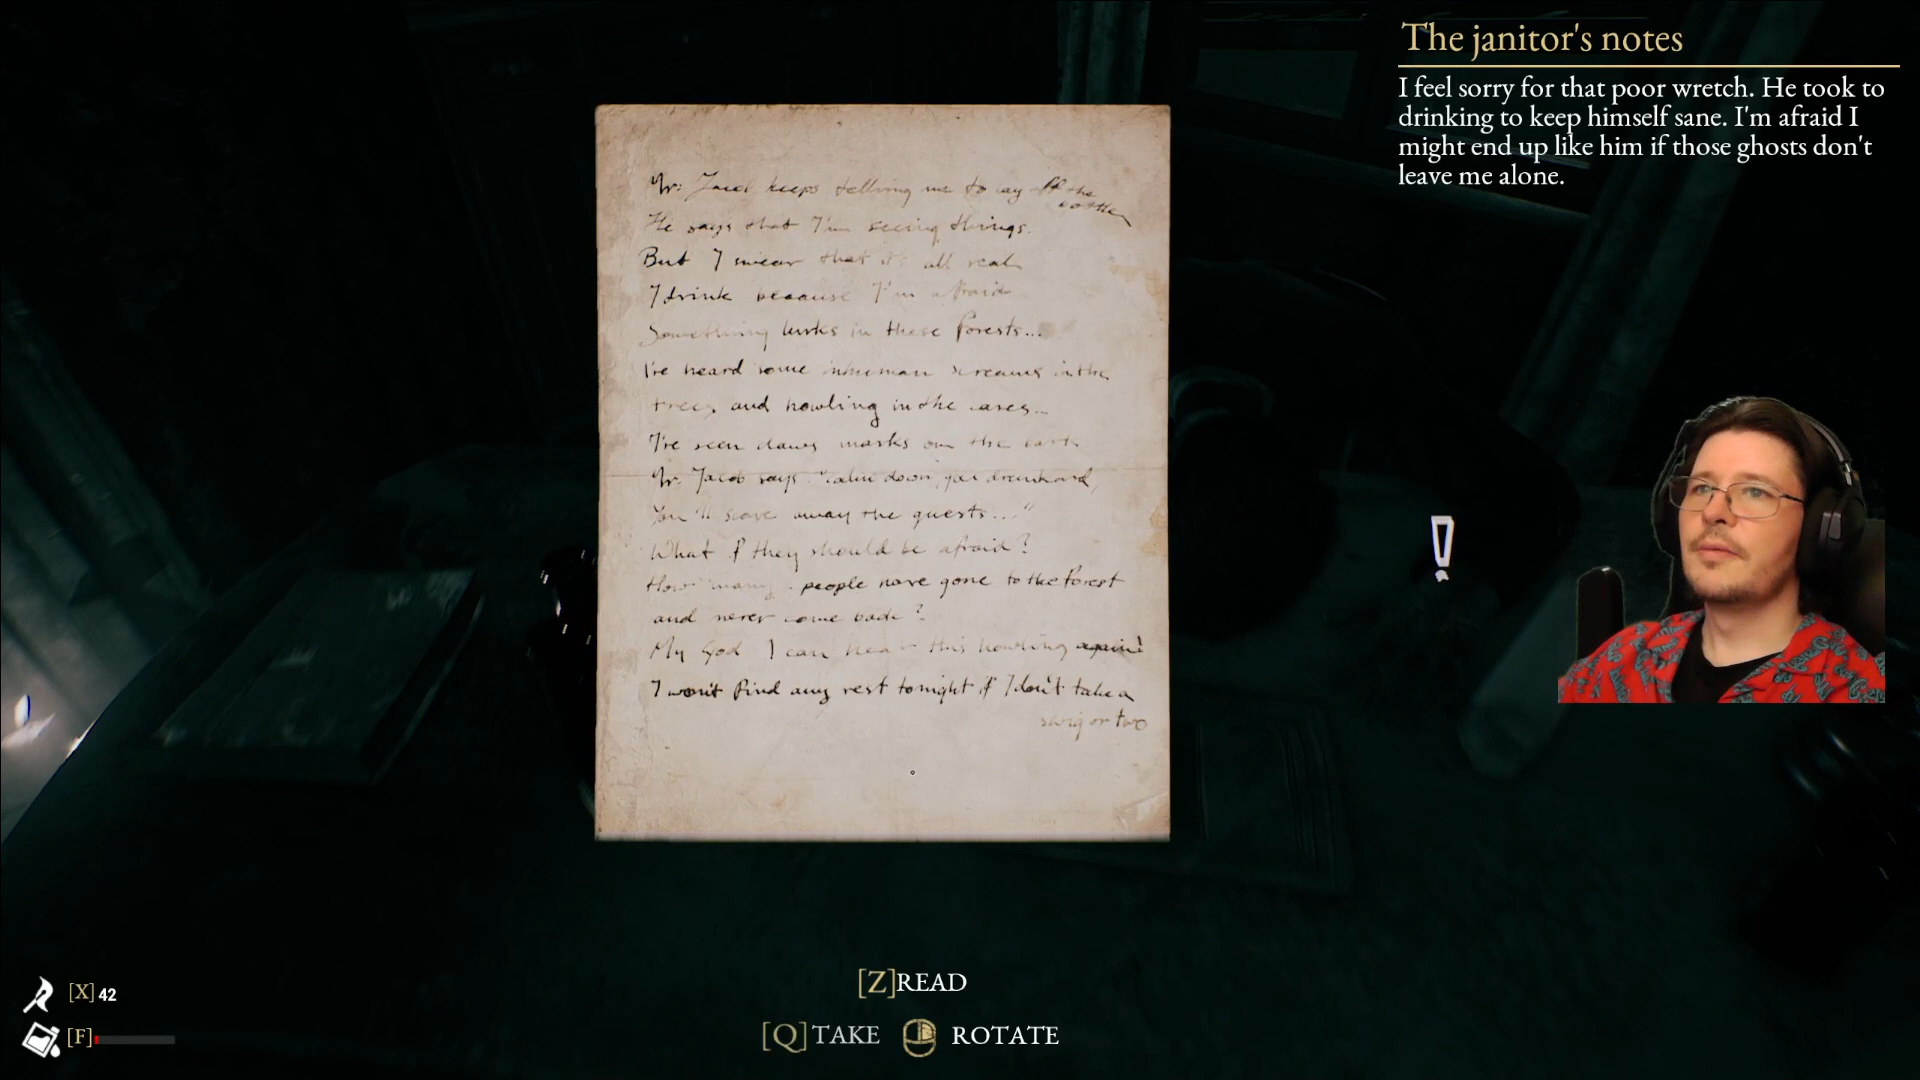 The janitor's notes
I feel sorry for that poor wretch. He took to
drinking to keep himself sane. I'm afraid I
might end up like him if those ghosts don't
leave me alone.
Mr. Jacob keeps tellring me to lay off the
bottle
He says that I'm seeing things.
But I swear that it's all real
I drink because I'm afraid
Something lurks in these forests...
I've heard some inhuman screams in the
trees and howling in the caves...
I've seen claws marks on the bark
Mr. Jacob says "calm down, you drunkard,
You'll scare away the guests..."
What if they should be afraid?
How many people have gone to the forest
and never come back?
My God I can hear this howling again!
I won't find any rest tonight if I don't take a
swig or two
[Z]READ
[Q]TAKE ROTATE
[X] 42
[F]